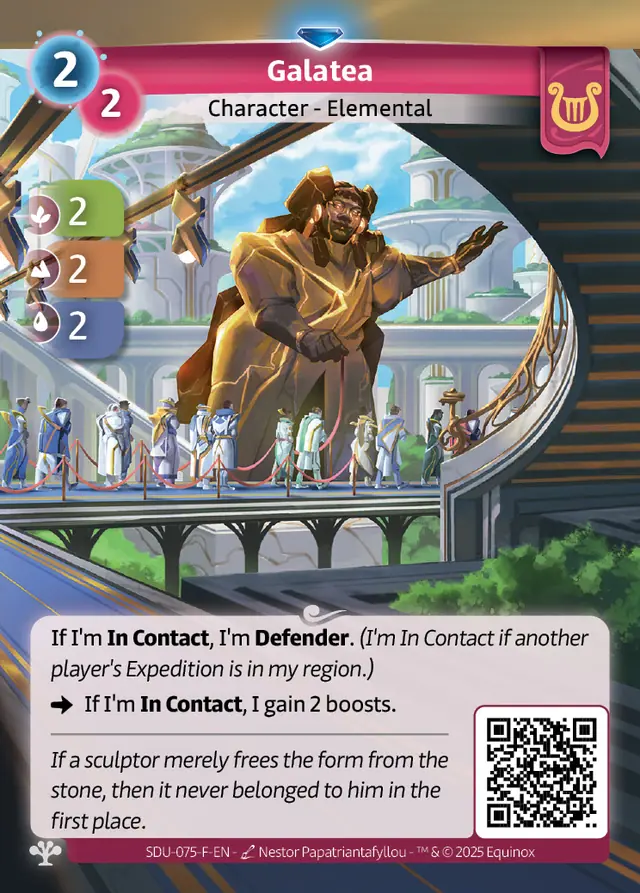 2
Galatea
2
Character - Elemental
2
2
2
If I'm In Contact, I'm Defender. (I'm In Contact if another
player's Expedition is in my region.)
If I'm In Contact, I gain 2 boosts.
If a sculptor merely frees the form from the
stone, then it never belonged to him in the
first place.
SDU-075-F-EN - Nestor Papatriantafyllou - ™ & © 2025 Equinox